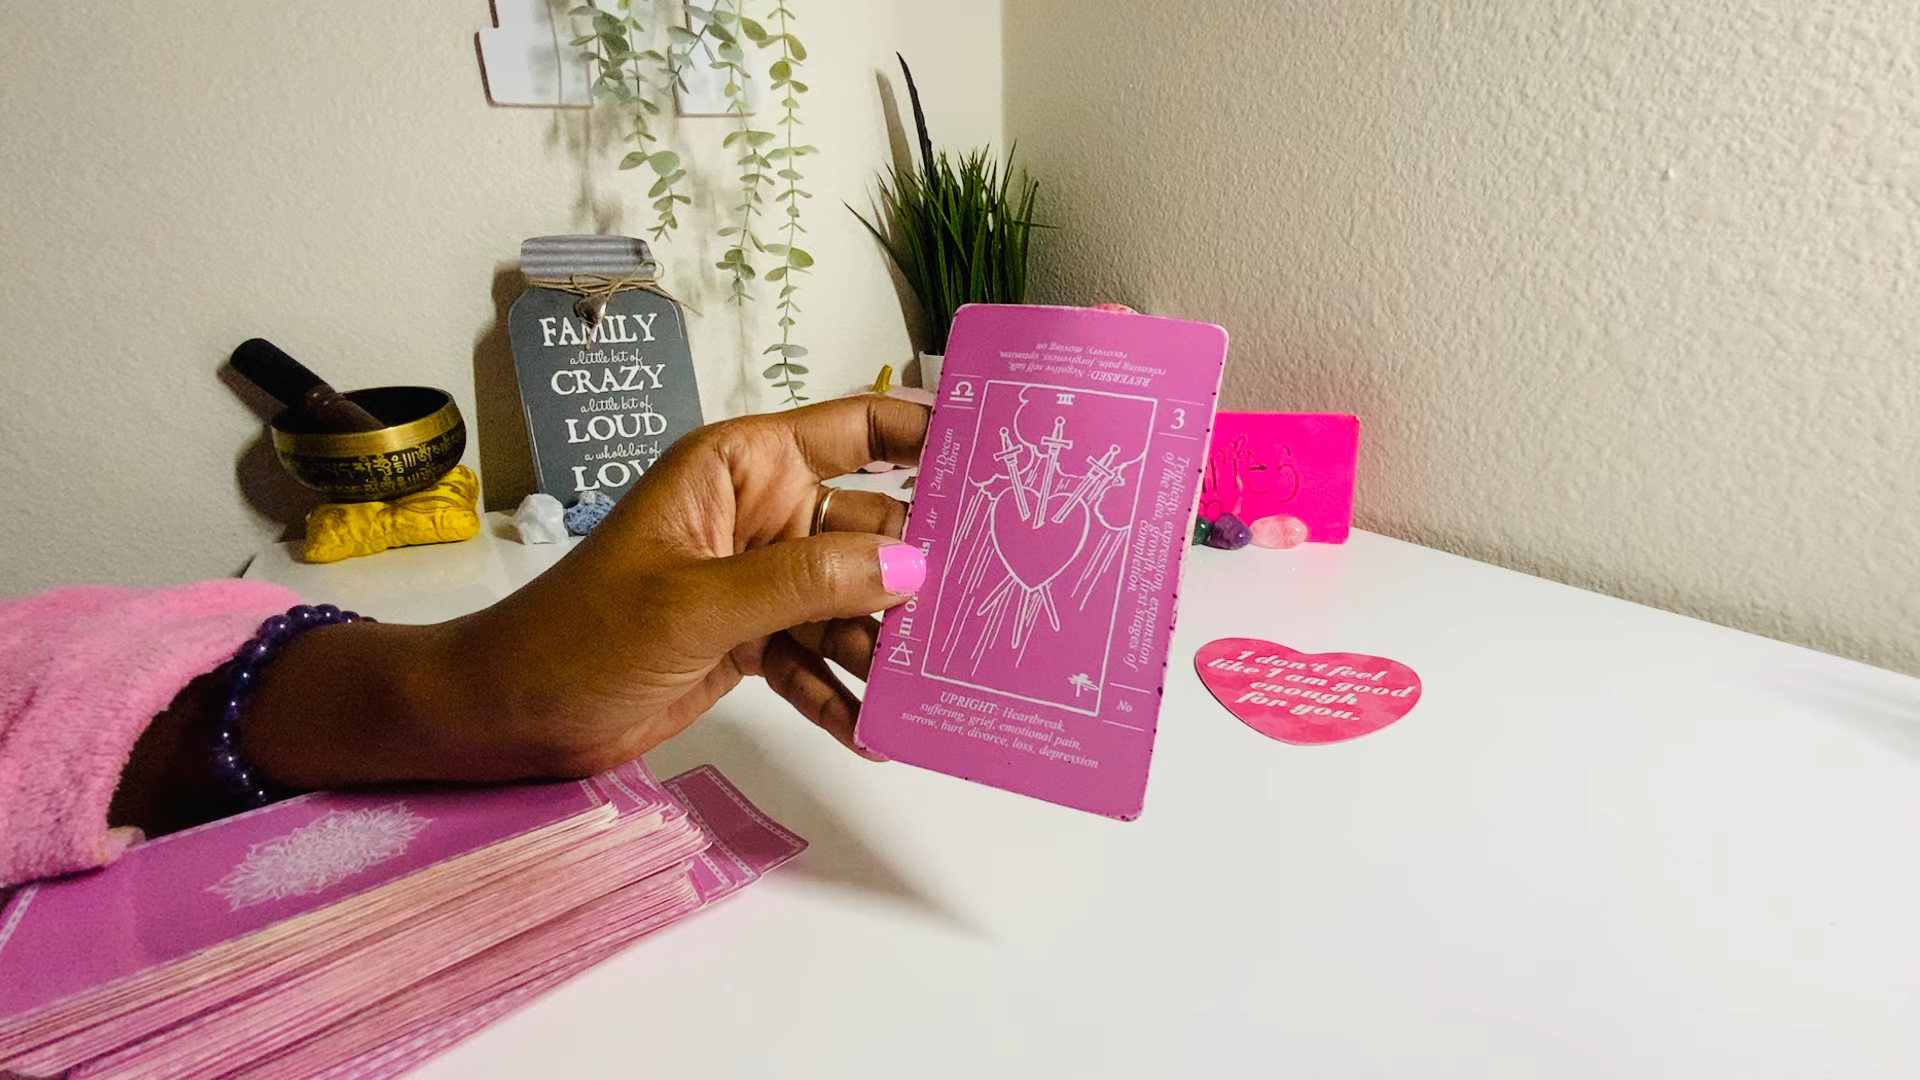 FAMILY
a little bit of
CRAZY
a little bit of
LOUD
a whole lot of
LOV
REVERSED: Negative self talk,
releasing pain, forgiveness, optimism,
recovery, moving on
III
3
2nd Decan
Libra
Air
III
Triplicity, expression, expansion
of the idea, growth, first stages of
completion.
No
UPRIGHT: Heartbreak,
suffering, grief, emotional pain,
sorrow, hurt, divorce, loss, depression
I don't feel
like I am good
enough
for you.